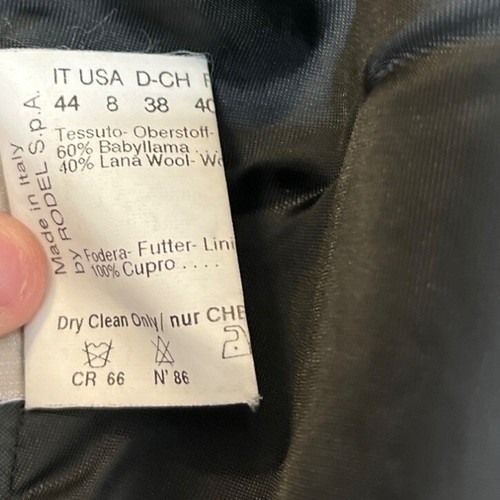 IT USA D-CH F
44 8 38 40
Tessuto- Oberstoff-
60% Babyllama . . .
40% Lana Wool- Wo
Made in Italy
by RODEL S.p.A.
Fodera- Futter- Lini
100% Cupro . . . .
Dry Clean Only/ nur CHE
CR 66 N' 86